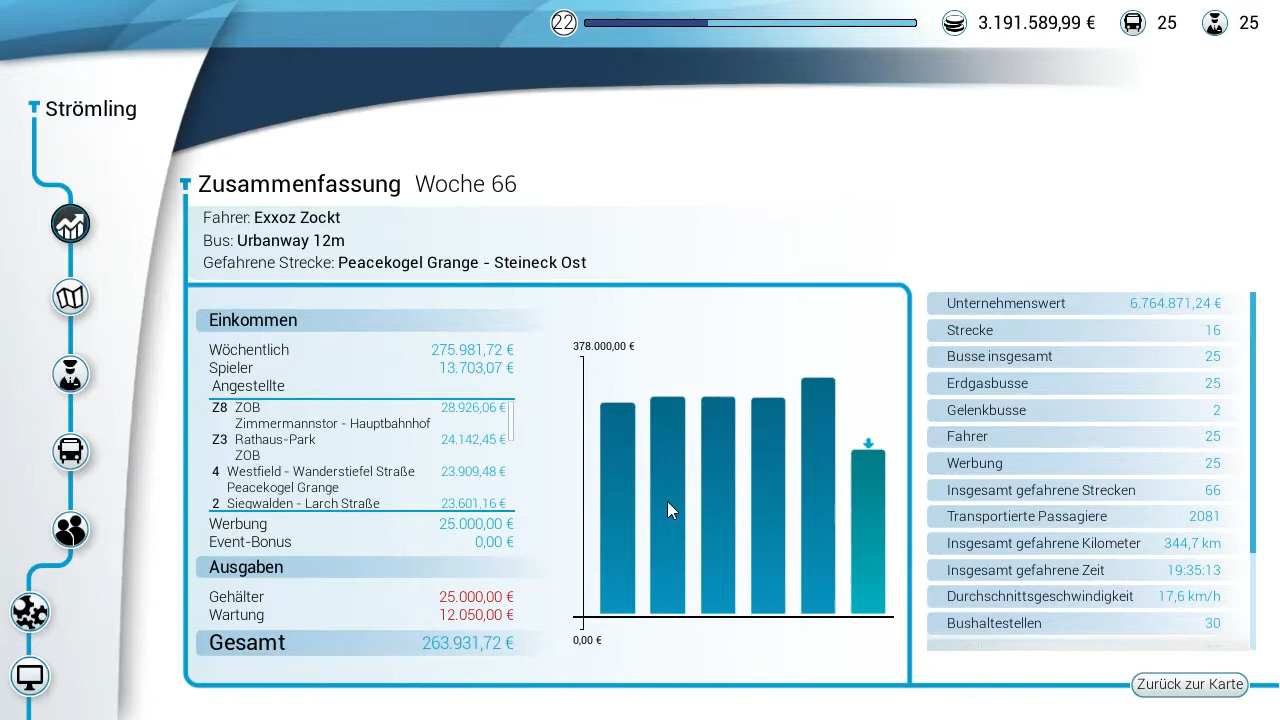 22
3.191.589,99 €
25
25
Strömling
Zusammenfassung Woche 66
Fahrer: Exxoz Zockt
Bus: Urbanway 12m
Gefahrene Strecke: Peacekogel Grange - Steineck Ost
Einkommen
Wöchentlich 275.981,72 €
Spieler 13.703,07 €
Angestellte
Z8 ZOB 28.926,06 €
Zimmermannstor - Hauptbahnhof
Z3 Rathaus-Park 24.142,45 €
ZOB
4 Westfield - Wanderstiefel Straße 23.909,48 €
Peacekogel Grange
2 Siegwalden - Larch Straße 23.601,16 €
Werbung 25.000,00 €
Event-Bonus 0,00 €
Ausgaben
Gehälter 25.000,00 €
Wartung 12.050,00 €
Gesamt 263.931,72 €
378.000,00 €
0,00 €
Unternehmenswert 6.764.871,24 €
Strecke 16
Busse insgesamt 25
Erdgasbusse 25
Gelenkbusse 2
Fahrer 25
Werbung 25
Insgesamt gefahrene Strecken 66
Transportierte Passagiere 2081
Insgesamt gefahrene Kilometer 344,7 km
Insgesamt gefahrene Zeit 19:35:13
Durchschnittsgeschwindigkeit 17,6 km/h
Bushaltestellen 30
Zurück zur Karte